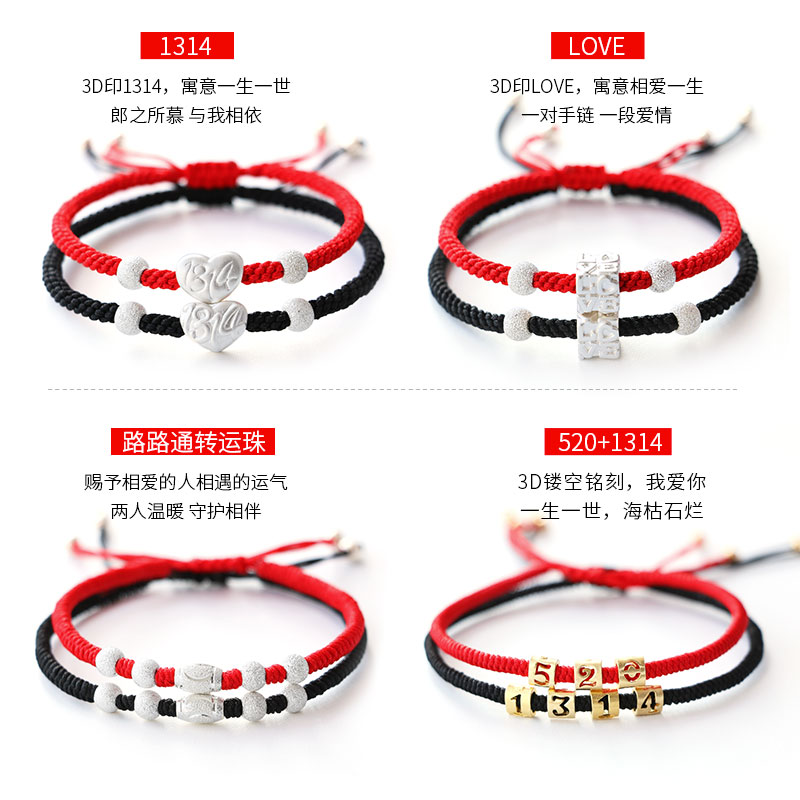 1314
3D印1314，寓意一生一世
郎之所慕 与我相依
LOVE
3D印LOVE，寓意相爱一生
一对手链 一段爱情
1314
1314
路路通转运珠
赐予相爱的人相遇的运气
两人温暖 守护相伴
520+1314
3D镂空铭刻，我爱你
一生一世，海枯石烂
520
1314